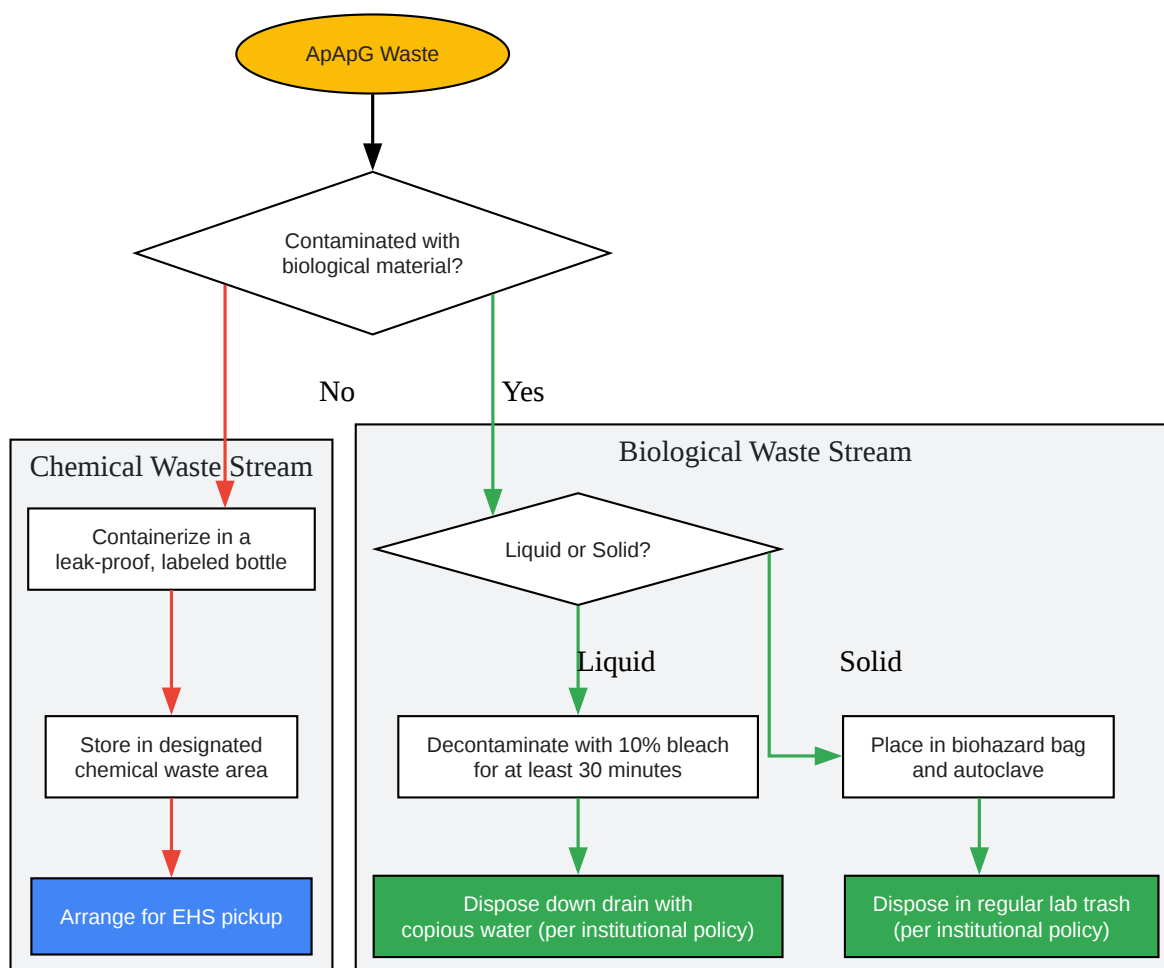 ApApG Waste
Contaminated with
biological material?
No
Yes
Chemical Waste Stream
Containerize in a
leak-proof, labeled bottle
Store in designated
chemical waste area
Arrange for EHS pickup
Biological Waste Stream
Liquid or Solid?
Liquid
Solid
Decontaminate with 10% bleach
for at least 30 minutes
Place in biohazard bag
and autoclave
Dispose down drain with
copious water (per institutional policy)
Dispose in regular lab trash
(per institutional policy)